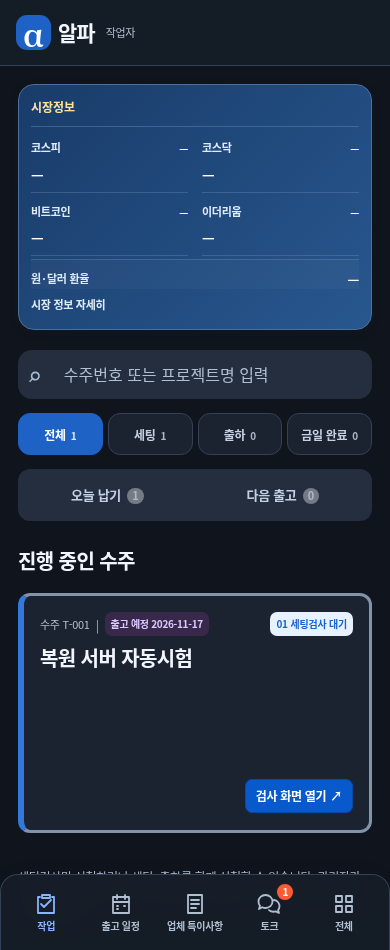 α 알파 작업자
시장정보
코스피 –
—
코스닥 –
—
비트코인 –
—
이더리움 –
—
원·달러 환율 —
시장 정보 자세히
수주번호 또는 프로젝트명 입력
전체 1 세팅 1 출하 0 금일 완료 0
오늘 납기 1 다음 출고 0
진행 중인 수주
수주 T-001 | 출고 예정 2026-11-17 01 세팅검사 대기
복원 서버 자동시험
검사 화면 열기 ↗
1
작업 출고 일정 업체 특이사항 토크 전체